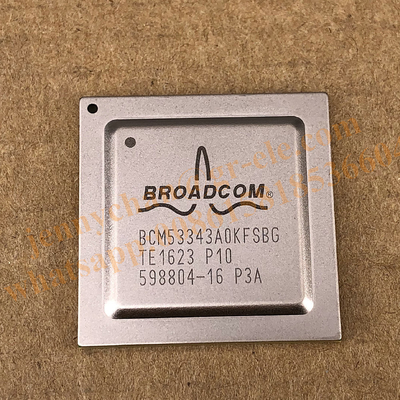 BROADCOM®
BCM53343A0KFSBG
TE1623 P10
598804-16 P3A